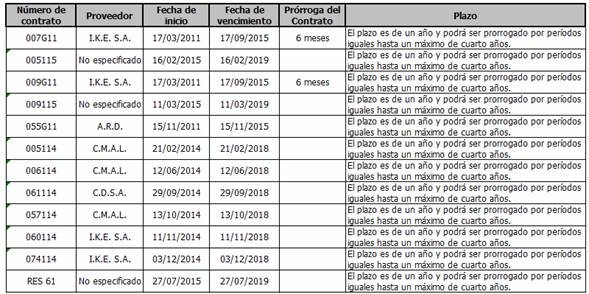 Número de contrato Proveedor Fecha de inicio Fecha de vencimiento Prórroga del Contrato Plazo
007G11 I.K.E. S.A. 17/03/2011 17/09/2015 6 meses El plazo es de un año y podrá ser prorrogado por períodos iguales hasta un máximo de cuarto años.
005115 No especificado 16/02/2015 16/02/2019 El plazo es de un año y podrá ser prorrogado por períodos iguales hasta un máximo de cuarto años.
009G11 I.K.E. S.A. 17/03/2011 17/09/2015 6 meses El plazo es de un año y podrá ser prorrogado por períodos iguales hasta un máximo de cuarto años.
009115 No especificado 11/03/2015 11/03/2019 El plazo es de un año y podrá ser prorrogado por períodos iguales hasta un máximo de cuarto años.
055G11 A.R.D. 15/11/2011 15/11/2015 El plazo es de un año y podrá ser prorrogado por períodos iguales hasta un máximo de cuarto años.
005114 C.M.A.L. 21/02/2014 21/02/2018 El plazo es de un año y podrá ser prorrogado por períodos iguales hasta un máximo de cuarto años.
006114 C.M.A.L. 12/06/2014 12/06/2018 El plazo es de un año y podrá ser prorrogado por períodos iguales hasta un máximo de cuarto años.
061114 C.D.S.A. 29/09/2014 29/09/2018 El plazo es de un año y podrá ser prorrogado por períodos iguales hasta un máximo de cuarto años.
057114 C.M.A.L. 13/10/2014 13/10/2018 El plazo es de un año y podrá ser prorrogado por períodos iguales hasta un máximo de cuarto años.
060114 I.K.E. S.A. 11/11/2014 11/11/2018 El plazo es de un año y podrá ser prorrogado por períodos iguales hasta un máximo de cuarto años.
074114 I.K.E. S.A. 03/12/2014 03/12/2018 El plazo es de un año y podrá ser prorrogado por períodos iguales hasta un máximo de cuarto años.
RES 61 No especificado 27/07/2015 27/07/2019 El plazo es de un año y podrá ser prorrogado por períodos iguales hasta un máximo de cuarto años.